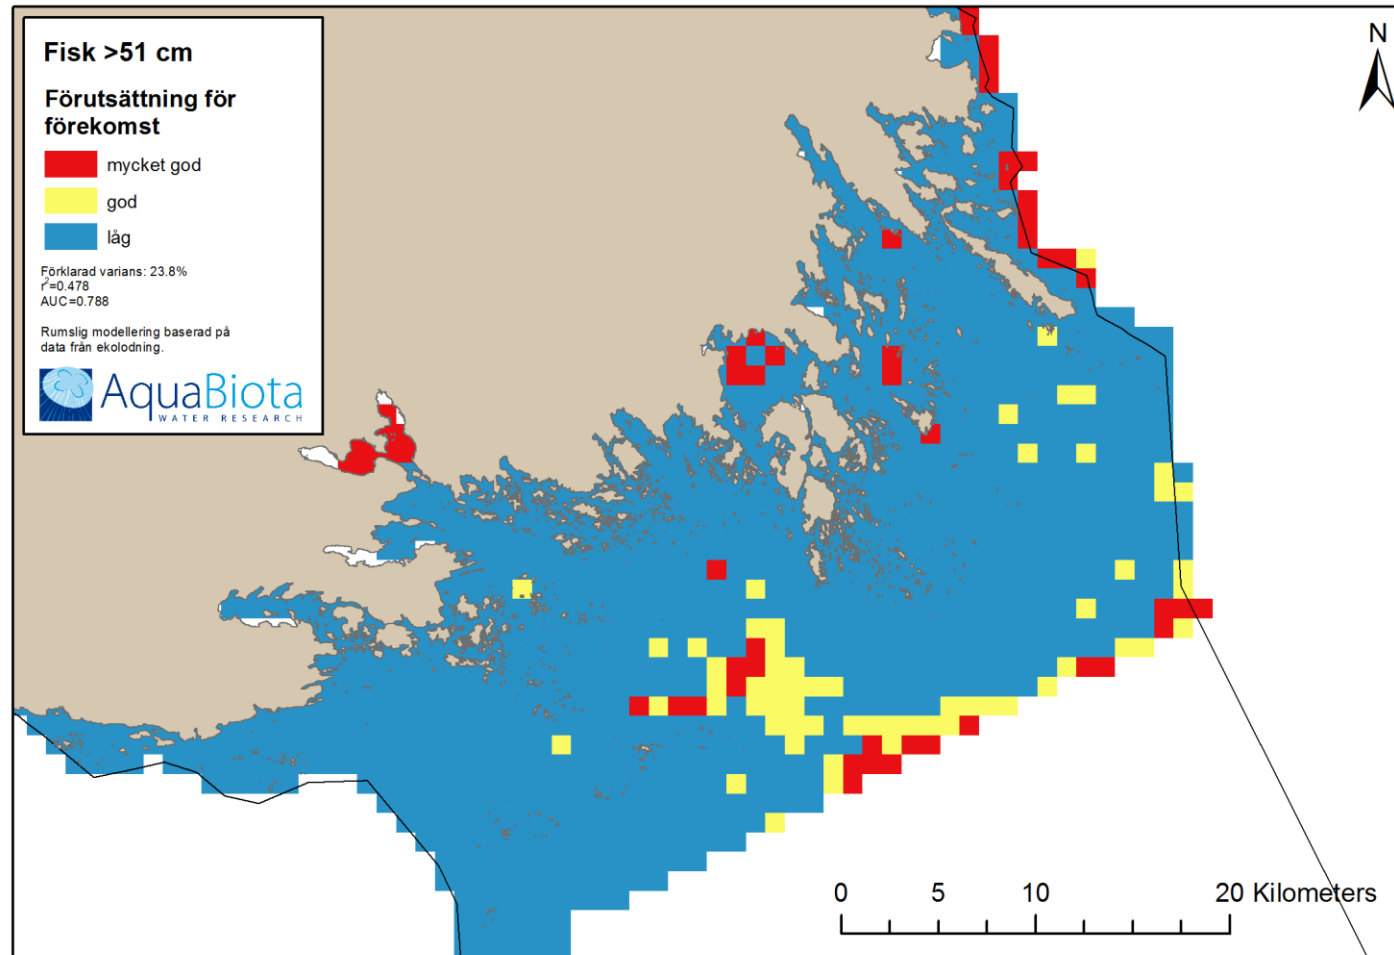 Fisk >51 cm
Förutsättning för
förekomst
mycket god
god
låg
Förklarad varians: 23.8%
r²=0.478
AUC=0.788
Rumslig modellering baserad på
data från ekolodning.
AquaBiota
WATER RESEARCH
N
0 5 10 20 Kilometers